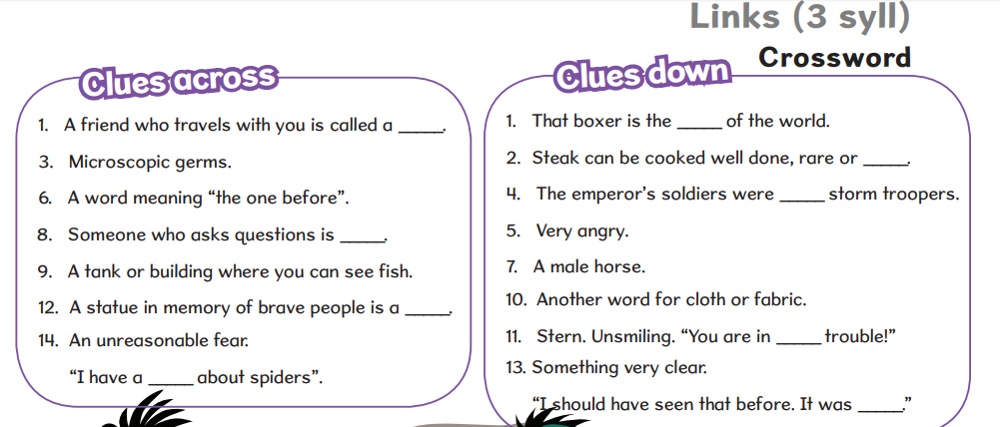 Links (3 syll)
Crossword
Clues across
1. A friend who travels with you is called a _____.
3. Microscopic germs.
6. A word meaning “the one before”.
8. Someone who asks questions is _____.
9. A tank or building where you can see fish.
12. A statue in memory of brave people is a _____.
14. An unreasonable fear.
“I have a _____ about spiders”.
Clues down
1. That boxer is the _____ of the world.
2. Steak can be cooked well done, rare or _____.
4. The emperor’s soldiers were _____ storm troopers.
5. Very angry.
7. A male horse.
10. Another word for cloth or fabric.
11. Stern. Unsmiling. “You are in _____ trouble!”
13. Something very clear.
“I should have seen that before. It was _____.”